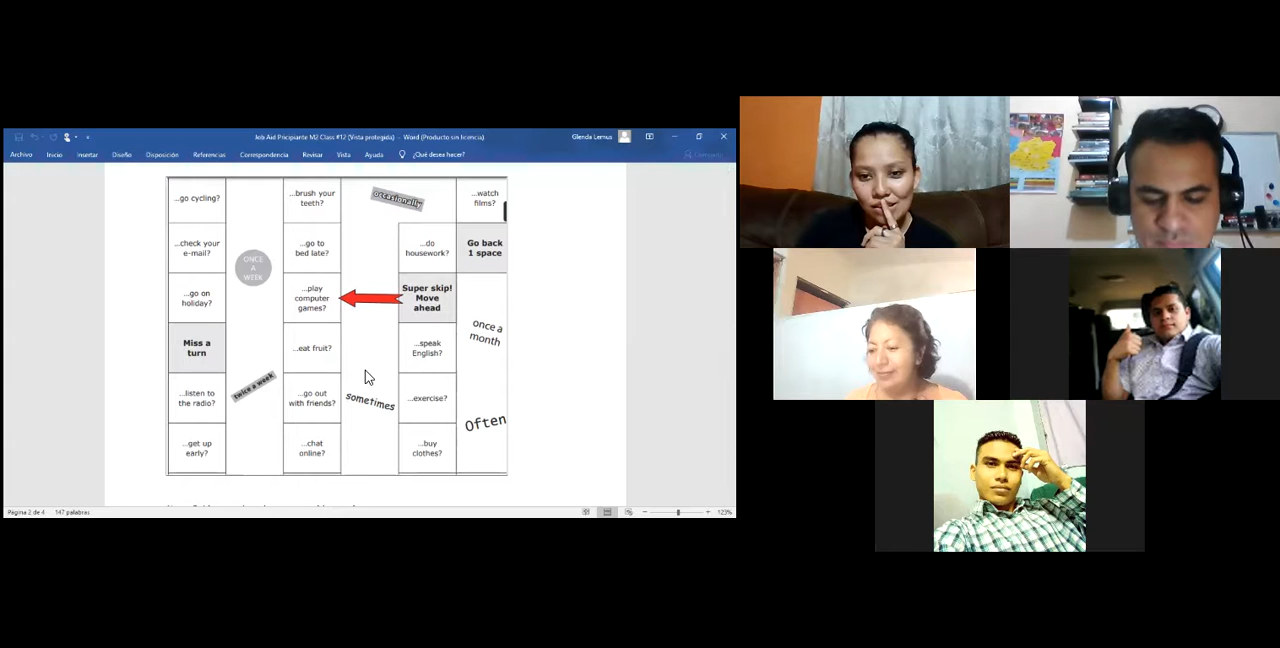 Job Aid Pricipiante M2 Class #12 (Vista protegida) - Word (Producto sin licencia)
Glenda Lemus
Archivo Inicio Insertar Diseño Disposición Referencias Correspondencia Revisar Vista Ayuda ¿Qué desea hacer?
...go cycling?
...brush your
teeth?
occasionally
...watch
films?
...check your
e-mail?
ONCE
A
WEEK
...go to
bed late?
...do
housework?
Go back
1 space
...go on
holiday?
...play
computer
games?
Super skip!
Move
ahead
once a
month
Miss a
turn
...eat fruit?
...speak
English?
...listen to
the radio?
twice a week
...go out
with friends?
sometimes
...exercise?
Often
...get up
early?
...chat
online?
...buy
clothes?
Página 2 de 4 147 palabras
123%